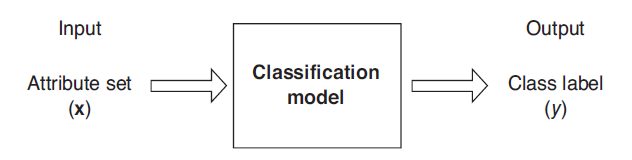 Input
Attribute set
(x)
Classification
model
Output
Class label
(y)